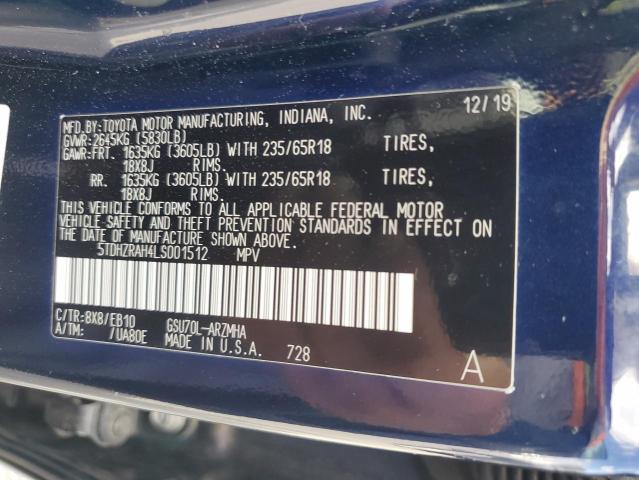 MFD.BY: TOYOTA MOTOR MANUFACTURING, INDIANA, INC. 12/19
GVWR: 2645KG (5830LB)
GAWR: FRT. 1635KG (3605LB) WITH 235/65R18 TIRES,
18X8J RIMS.
RR. 1635KG (3605LB) WITH 235/65R18 TIRES,
18X8J RIMS.
THIS VEHICLE CONFORMS TO ALL APPLICABLE FEDERAL MOTOR
VEHICLE SAFETY AND THEFT PREVENTION STANDARDS IN EFFECT ON
THE DATE OF MANUFACTURE SHOWN ABOVE.
5TDHZRAH4LS001512 MPV
C/TR: 8X8/EB10 GSU70L-ARZMHA
A/TM: /UA80E MADE IN U.S.A. 728
A